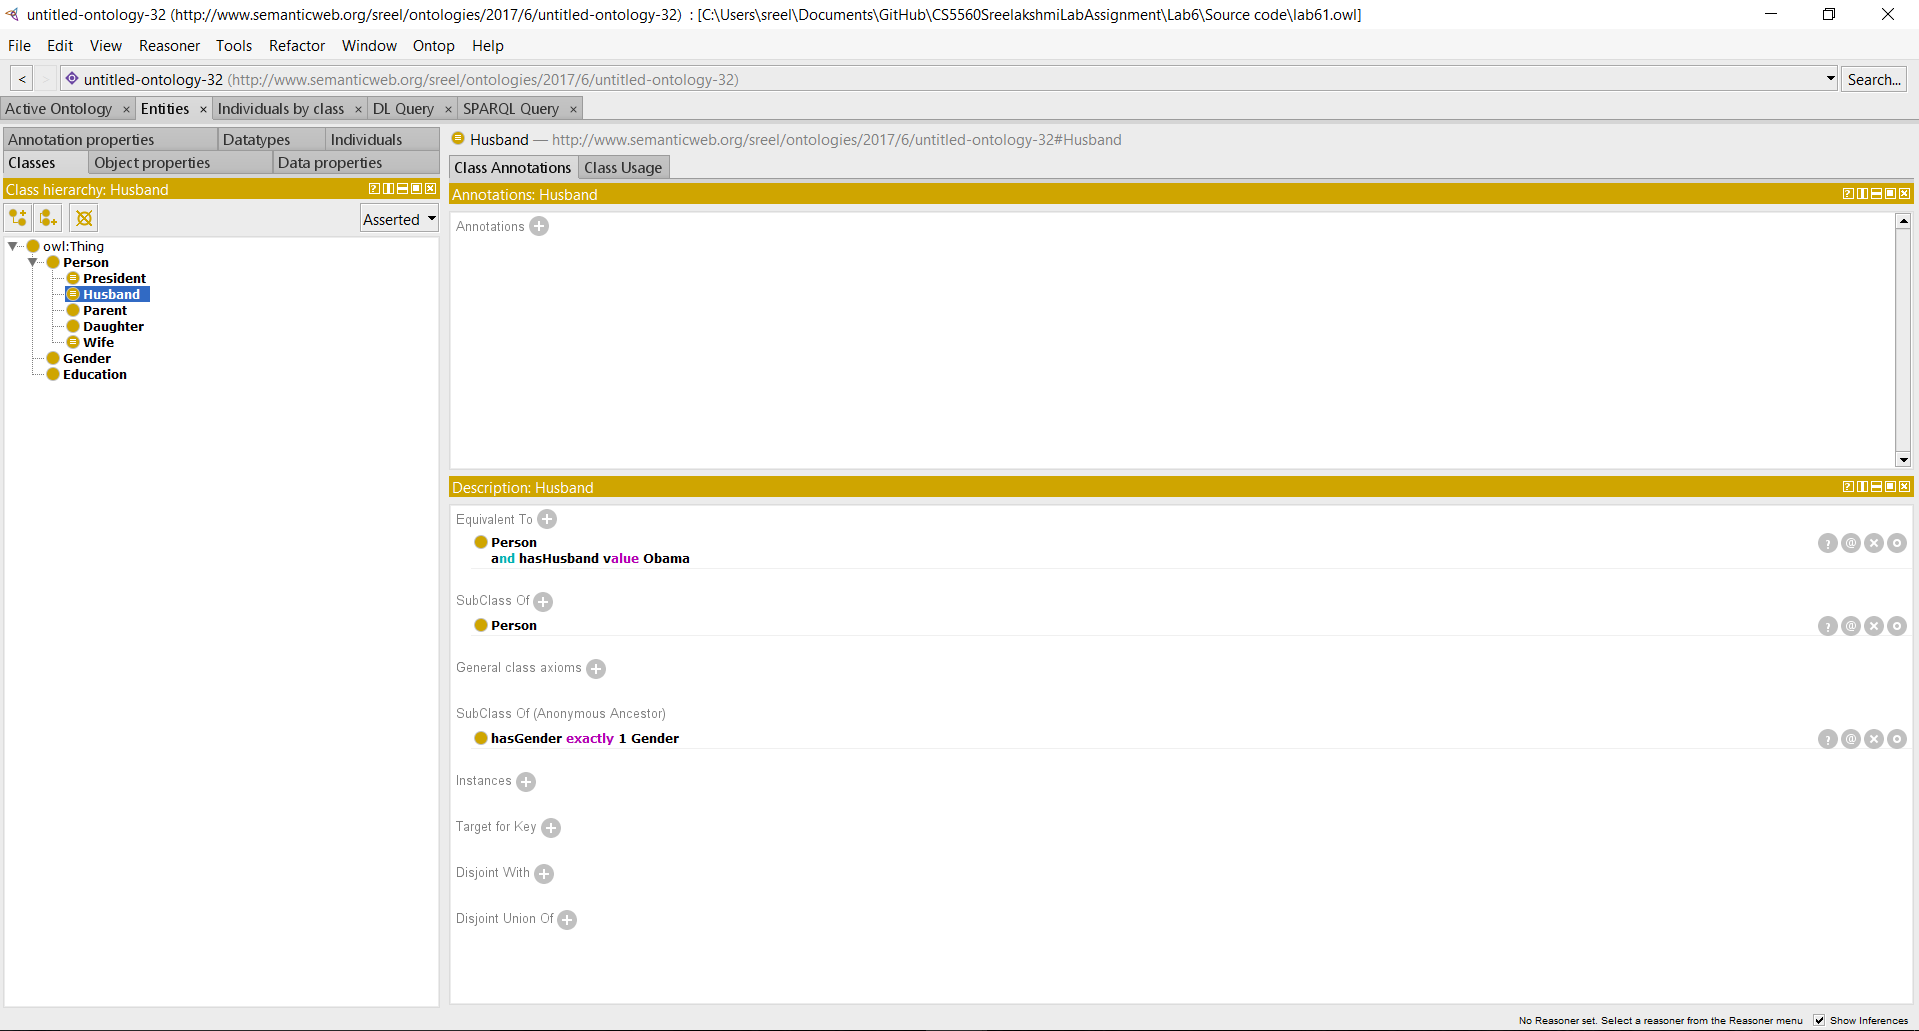 untitled-ontology-32 (http://www.semanticweb.org/sreel/ontologies/2017/6/untitled-ontology-32) : [C:\Users\sreel\Documents\GitHub\CS5560SreelakshmiLabAssignment\Lab6\Source code\lab61.owl]
File Edit View Reasoner Tools Refactor Window Ontop Help
< > untitled-ontology-32 (http://www.semanticweb.org/sreel/ontologies/2017/6/untitled-ontology-32) Search...
Active Ontology × Entities × Individuals by class × DL Query × SPARQL Query ×
Annotation properties Datatypes Individuals
Classes Object properties Data properties
Class hierarchy: Husband
Asserted
owl:Thing
Person
President
Husband
Parent
Daughter
Wife
Gender
Education
Husband — http://www.semanticweb.org/sreel/ontologies/2017/6/untitled-ontology-32#Husband
Class Annotations Class Usage
Annotations: Husband
Annotations
Description: Husband
Equivalent To
Person
and hasHusband value Obama
SubClass Of
Person
General class axioms
SubClass Of (Anonymous Ancestor)
hasGender exactly 1 Gender
Instances
Target for Key
Disjoint With
Disjoint Union Of
No Reasoner set. Select a reasoner from the Reasoner menu Show Inferences